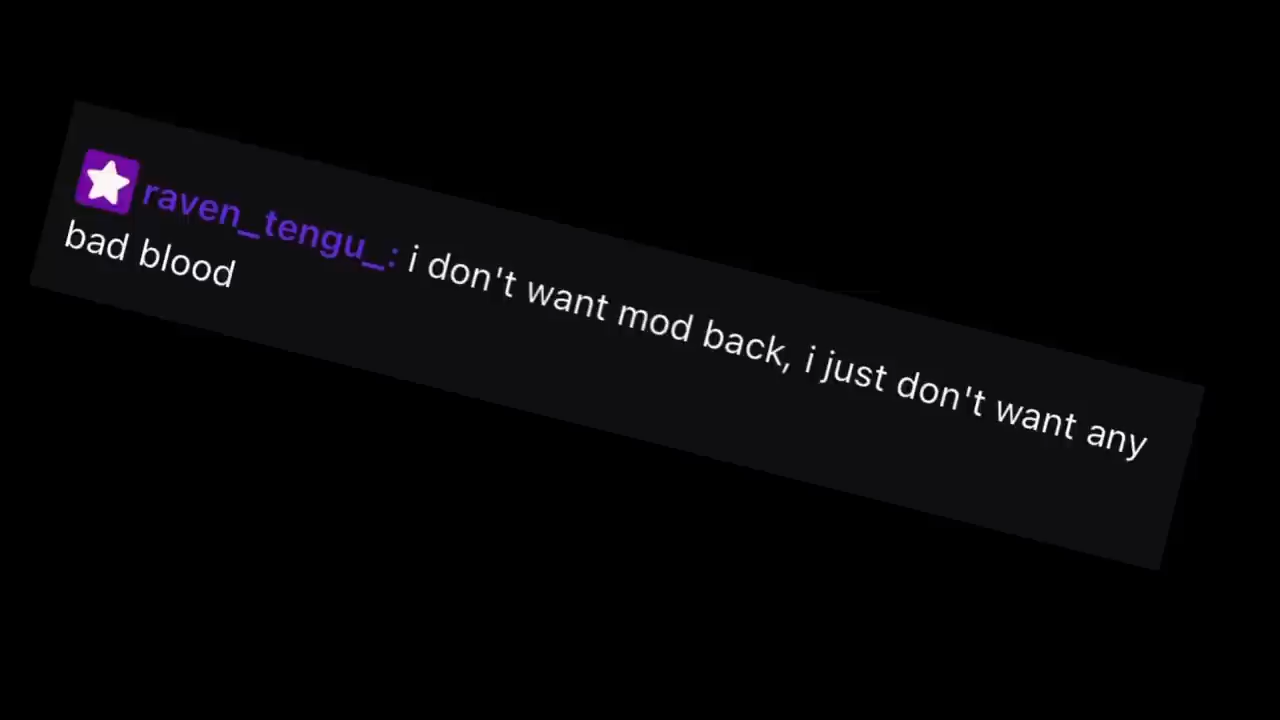 raven_tengu_: i don't want mod back, i just don't want any
bad blood